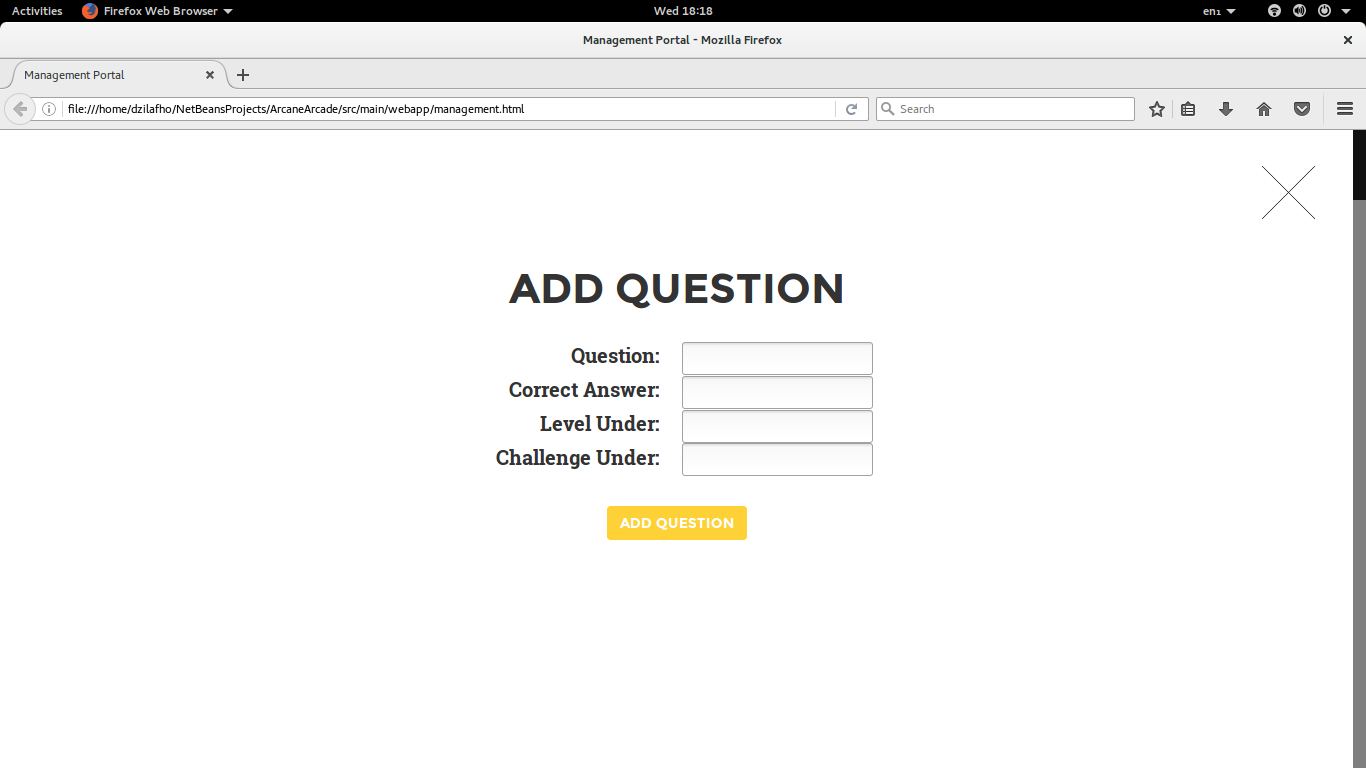 Activities Firefox Web Browser Wed 18:18 en₁
Management Portal - Mozilla Firefox
Management Portal
file:///home/dzilafho/NetBeansProjects/ArcaneArcade/src/main/webapp/management.html Search
ADD QUESTION
Question:
Correct Answer:
Level Under:
Challenge Under:
ADD QUESTION